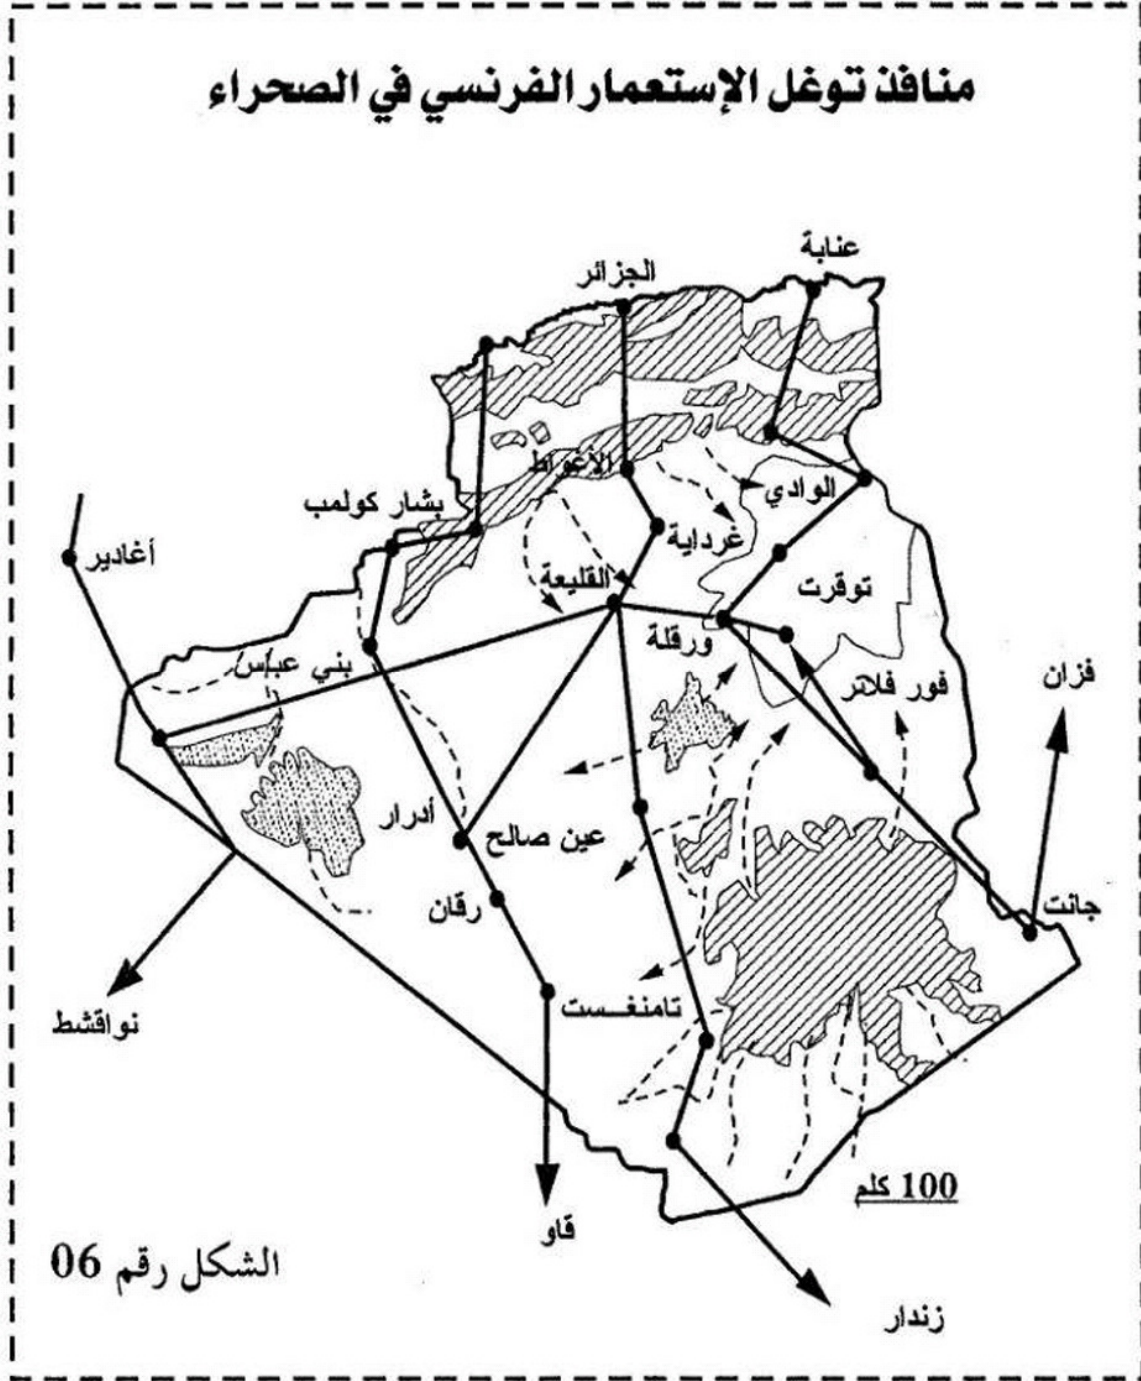 منافذ توغل الإستعمار الفرنسي في الصحراء
عنابة
الجزائر
الأغواط
الوادي
بشار كولمب
غرداية
أغادير
القليعة
توقرت
ورقلة
بني عباس
فور فلاتر
فزان
أدرار
عين صالح
رقان
جانت
تامنغست
نواقشط
100 كلم
قاو
الشكل رقم 06
زندار